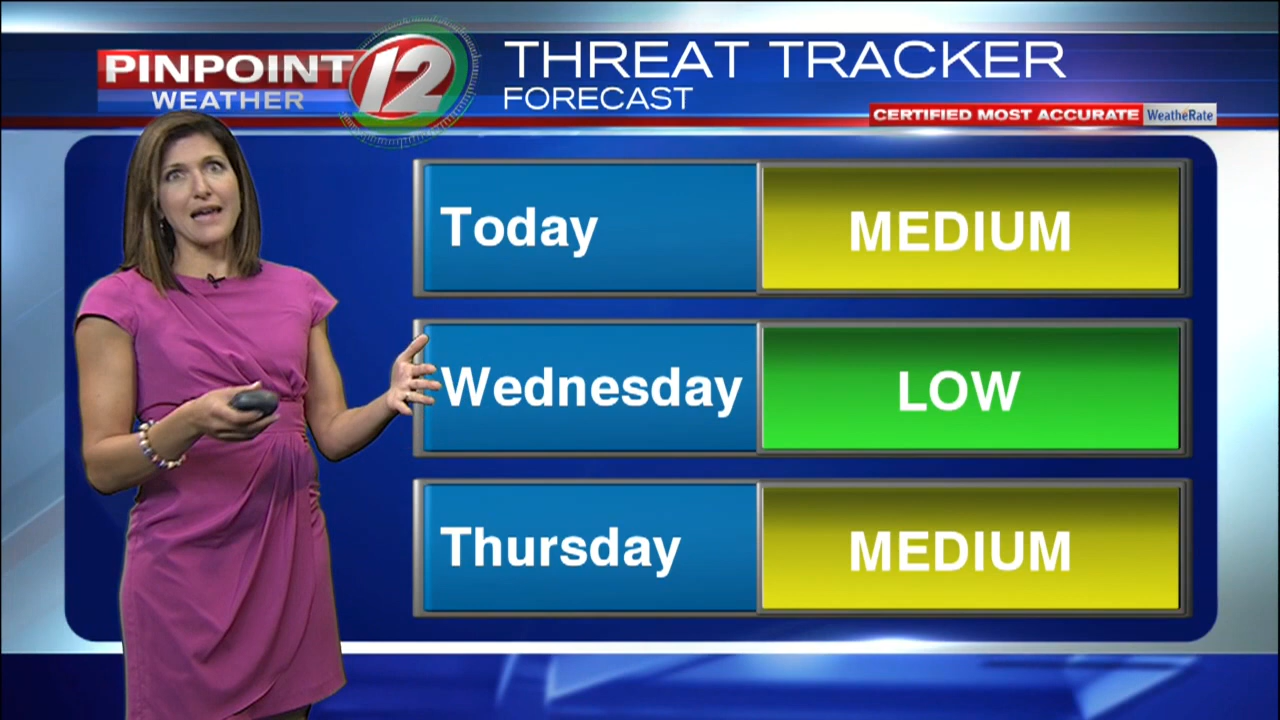 PINPOINT 12
WEATHER
THREAT TRACKER
FORECAST
CERTIFIED MOST ACCURATE WeatheRate
Today MEDIUM
Wednesday LOW
Thursday MEDIUM